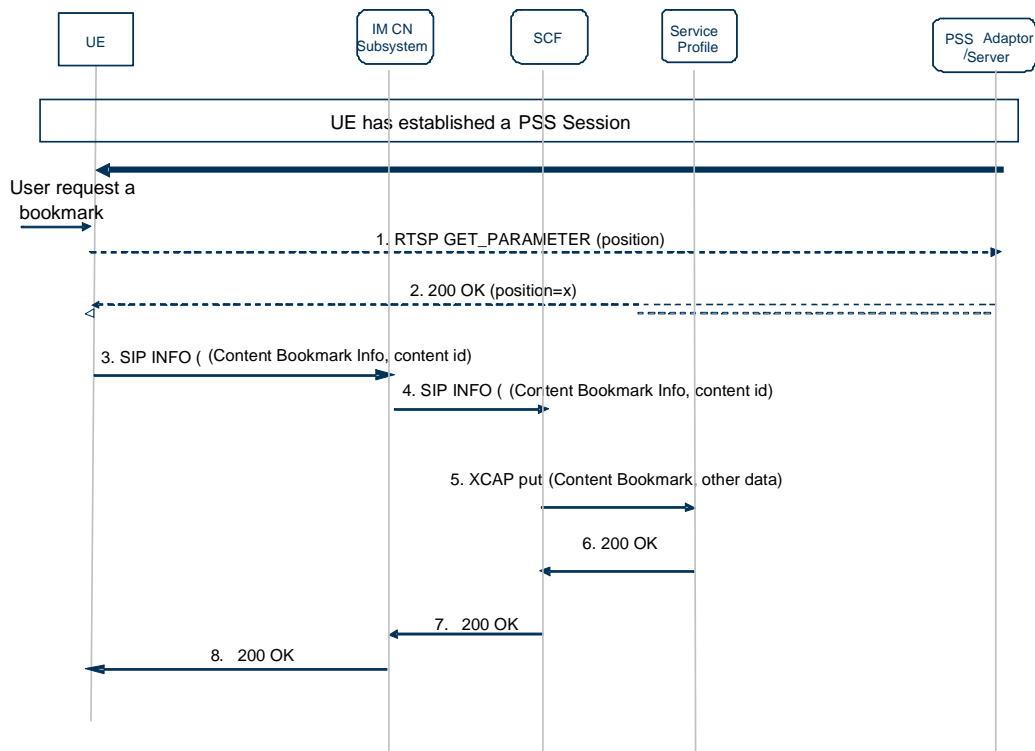 UE
IM CN
Subsystem
SCF
Service
Profile
PSS Adaptor
/Server
UE has established a PSS Session
User request a
bookmark
1. RTSP GET_PARAMETER (position)
2. 200 OK (position=x)
3. SIP INFO ( (Content Bookmark Info, content id)
4. SIP INFO ( (Content Bookmark Info, content id)
5. XCAP put (Content Bookmark, other data)
6. 200 OK
7. 200 OK
8. 200 OK